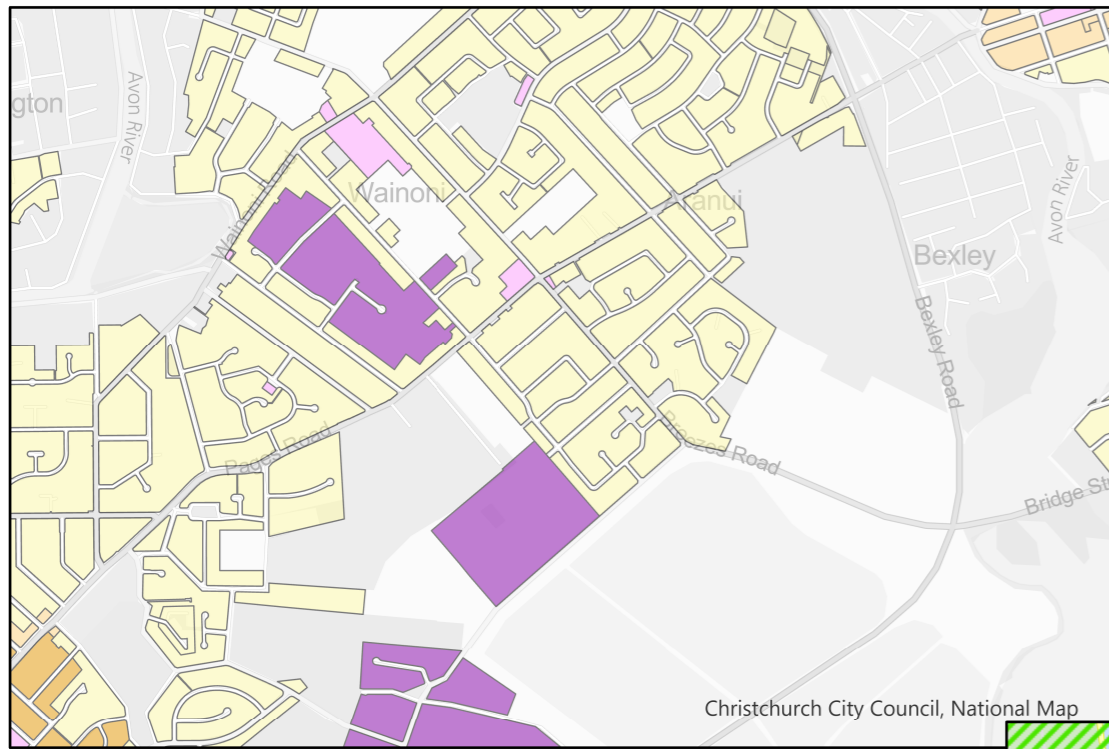 gton
Avon River
Wainoni Road
Wainoni
Aranui
Bexley
Avon River
Bexley Road
Pages Road
Breezes Road
Bridge Str
Christchurch City Council, National Map